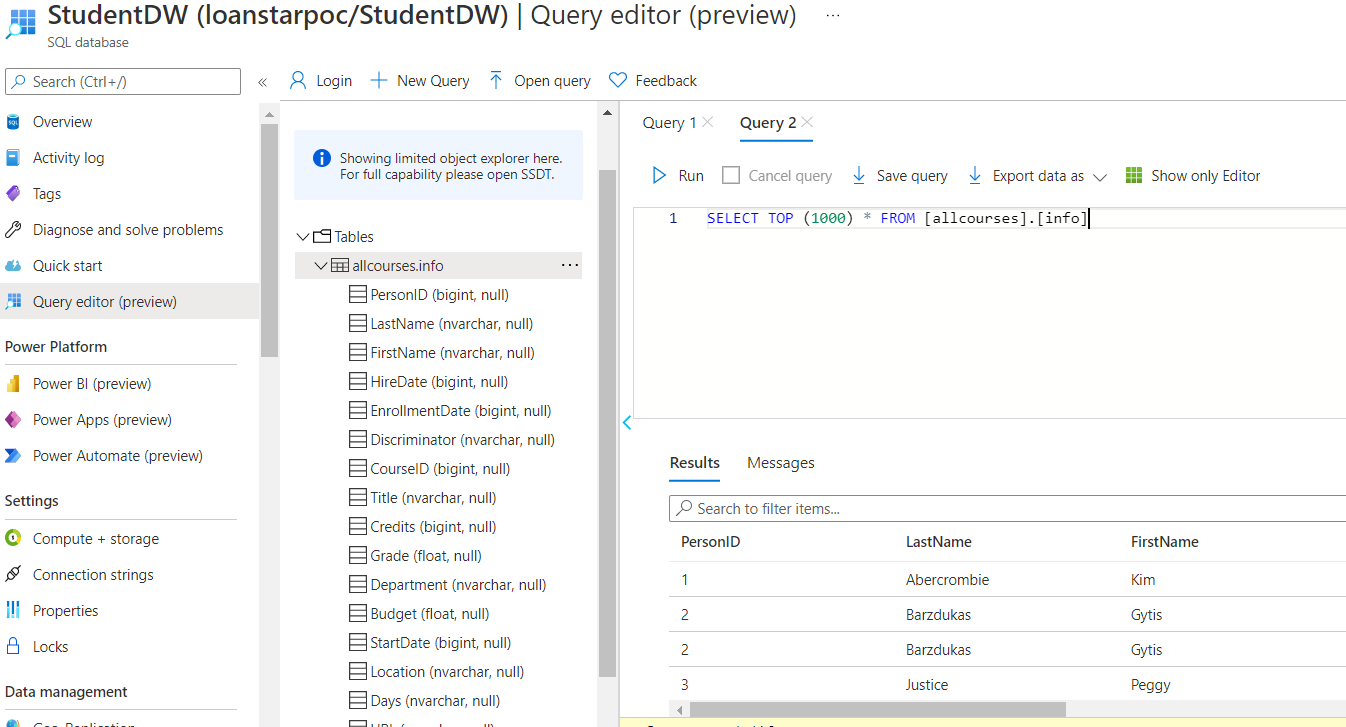 StudentDW (loanstarpoc/StudentDW) | Query editor (preview) ...
SQL database
Search (Ctrl+/)
«
Overview
Activity log
Tags
Diagnose and solve problems
Quick start
Query editor (preview)
Power Platform
Power BI (preview)
Power Apps (preview)
Power Automate (preview)
Settings
Compute + storage
Connection strings
Properties
Locks
Data management
Geo-Replication
Login
New Query
Open query
Feedback
Showing limited object explorer here.
For full capability please open SSDT.
Tables
allcourses.info ...
PersonID (bigint, null)
LastName (nvarchar, null)
FirstName (nvarchar, null)
HireDate (bigint, null)
EnrollmentDate (bigint, null)
Discriminator (nvarchar, null)
CourseID (bigint, null)
Title (nvarchar, null)
Credits (bigint, null)
Grade (float, null)
Department (nvarchar, null)
Budget (float, null)
StartDate (bigint, null)
Location (nvarchar, null)
Days (nvarchar, null)
Query 1
Query 2
Run
Cancel query
Save query
Export data as
Show only Editor
1 SELECT TOP (1000) * FROM [allcourses].[info]
Results
Messages
Search to filter items...
PersonID LastName FirstName
1 Abercrombie Kim
2 Barzdukas Gytis
2 Barzdukas Gytis
3 Justice Peggy